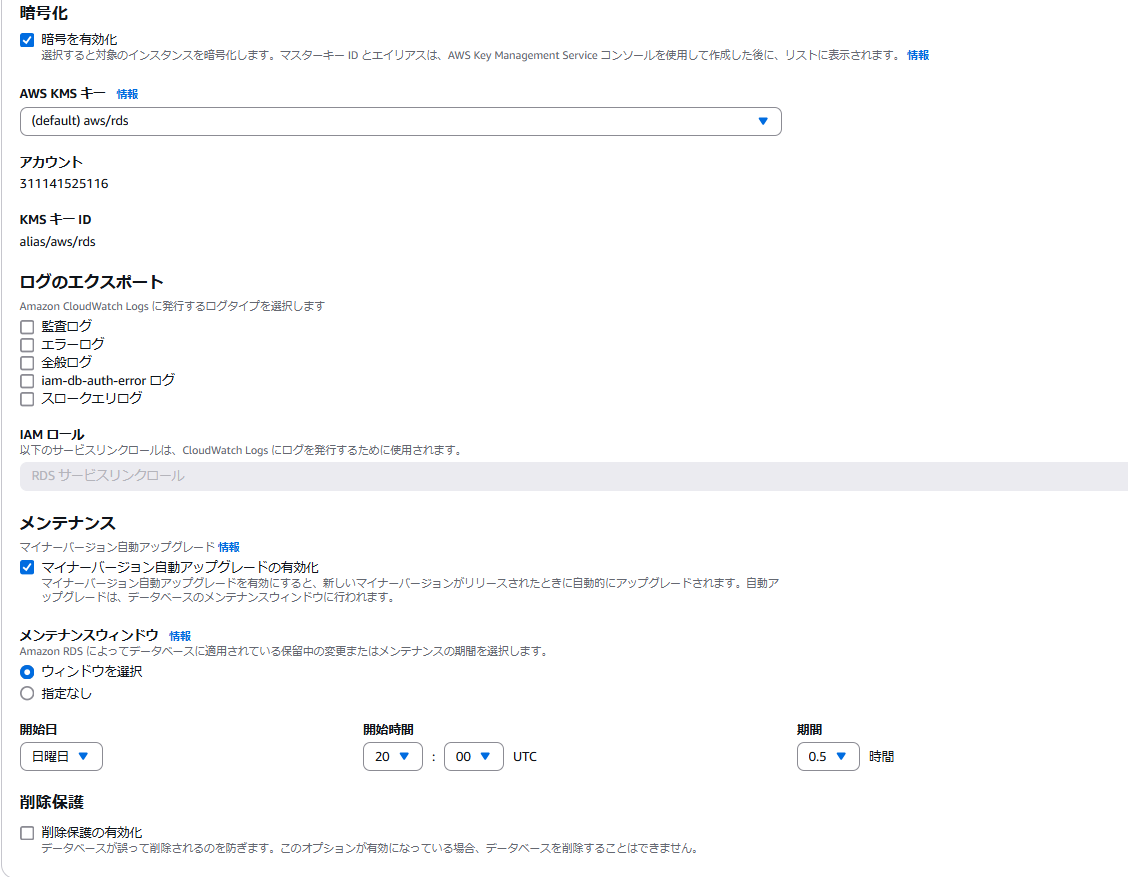 暗号化
暗号を有効化
選択すると対象のインスタンスを暗号化します。マスターキー ID とエイリアスは、AWS Key Management Service コンソールを使用して作成した後に、リストに表示されます。 情報
AWS KMS キー 情報
(default) aws/rds
アカウント
311141525116
KMS キー ID
alias/aws/rds
ログのエクスポート
Amazon CloudWatch Logs に発行するログタイプを選択します
監査ログ
エラーログ
全般ログ
iam-db-auth-error ログ
スロークエリログ
IAM ロール
以下のサービスリンクロールは、CloudWatch Logs にログを発行するために使用されます。
RDS サービスリンクロール
メンテナンス
マイナーバージョン自動アップグレード 情報
マイナーバージョン自動アップグレードの有効化
マイナーバージョン自動アップグレードを有効にすると、新しいマイナーバージョンがリリースされたときに自動的にアップグレードされます。自動ア
ップグレードは、データベースのメンテナンスウィンドウに行われます。
メンテナンスウィンドウ 情報
Amazon RDS によってデータベースに適用されている保留中の変更またはメンテナンスの期間を選択します。
ウィンドウを選択
指定なし
開始日 開始時間 期間
日曜日 20 : 00 UTC 0.5 時間
削除保護
削除保護の有効化
データベースが誤って削除されるのを防ぎます。このオプションが有効になっている場合、データベースを削除することはできません。